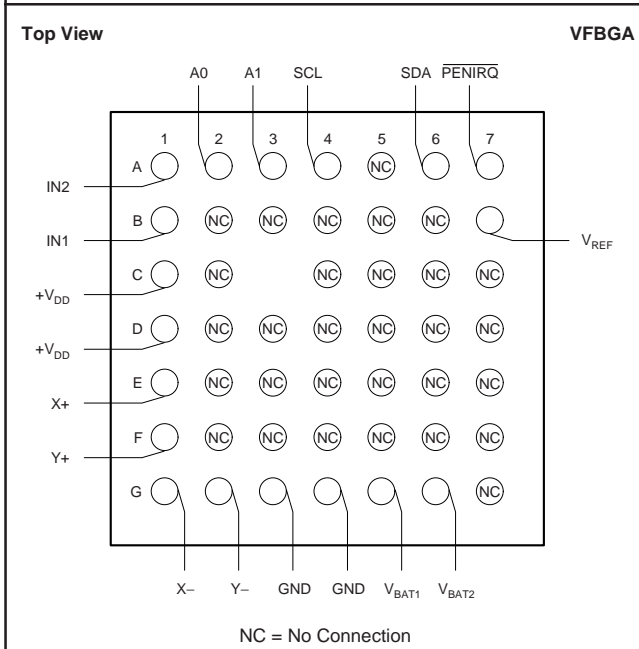 Top View VFBGA
A0 A1 SCL SDA PENIRQ
1 2 3 4 5 6 7
A NC
IN2
B NC NC NC NC NC
IN1
V_REF
C NC NC NC NC NC
+V_DD
D NC NC NC NC NC NC
+V_DD
E NC NC NC NC NC NC
X+
F NC NC NC NC NC NC
Y+
G NC
X– Y– GND GND V_BAT1 V_BAT2
NC = No Connection